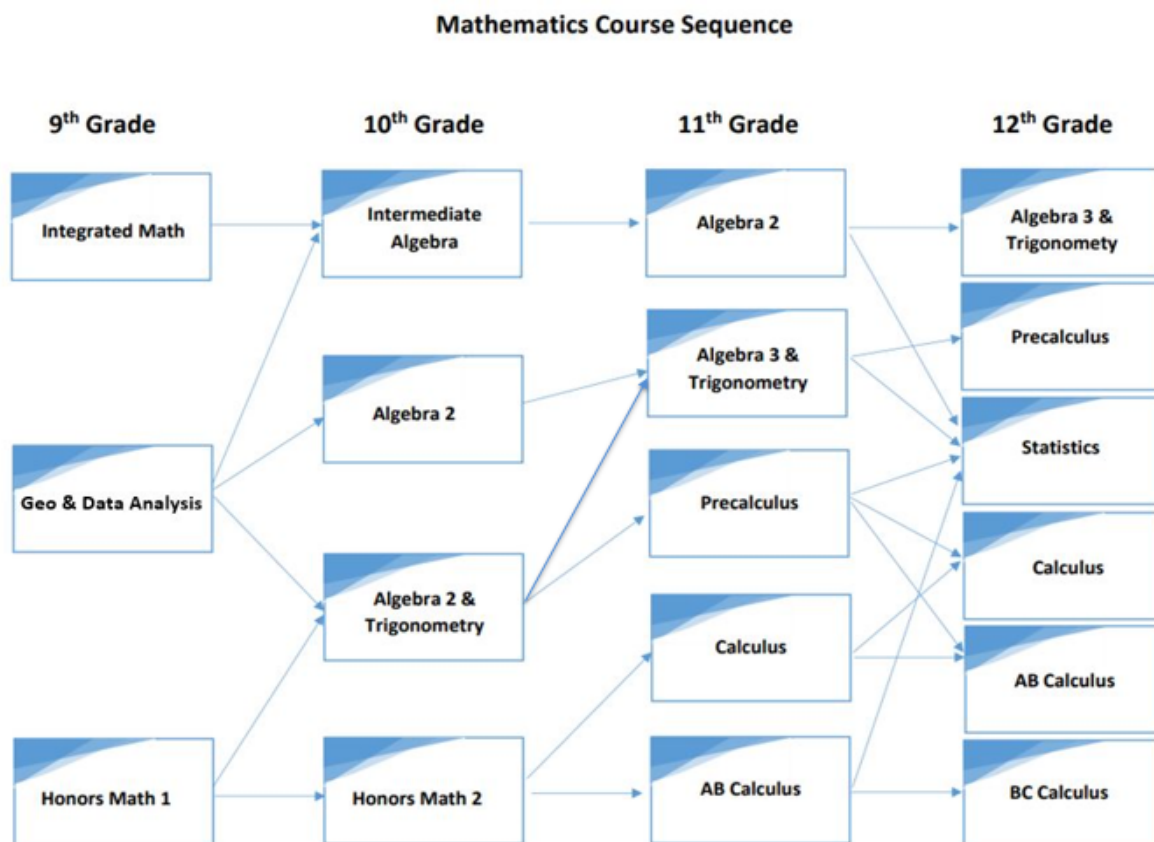 Mathematics Course Sequence
9th Grade
10th Grade
11th Grade
12th Grade
Integrated Math
Geo & Data Analysis
Honors Math 1
Intermediate
Algebra
Algebra 2
Algebra 2 &
Trigonometry
Honors Math 2
Algebra 2
Algebra 3 &
Trigonometry
Precalculus
Calculus
AB Calculus
Algebra 3 &
Trigonomety
Precalculus
Statistics
Calculus
AB Calculus
BC Calculus